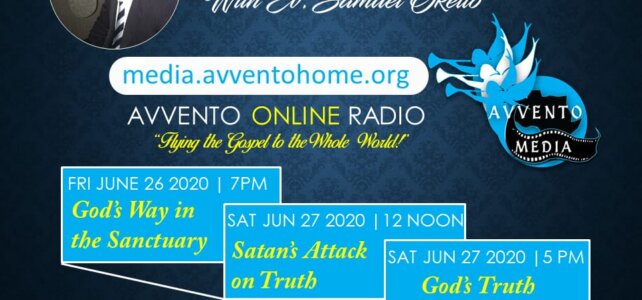 With Ev. Samuel Okello
media.avventohome.org
AVVENTO ONLINE RADIO
"Flying the Gospel to the Whole World!"
AVVENTO
MEDIA
FRI JUNE 26 2020 | 7PM
God's Way in
the Sanctuary
SAT JUN 27 2020 | 12 NOON
Satan's Attack
on Truth
SAT JUN 27 2020 | 5 PM
God's Truth